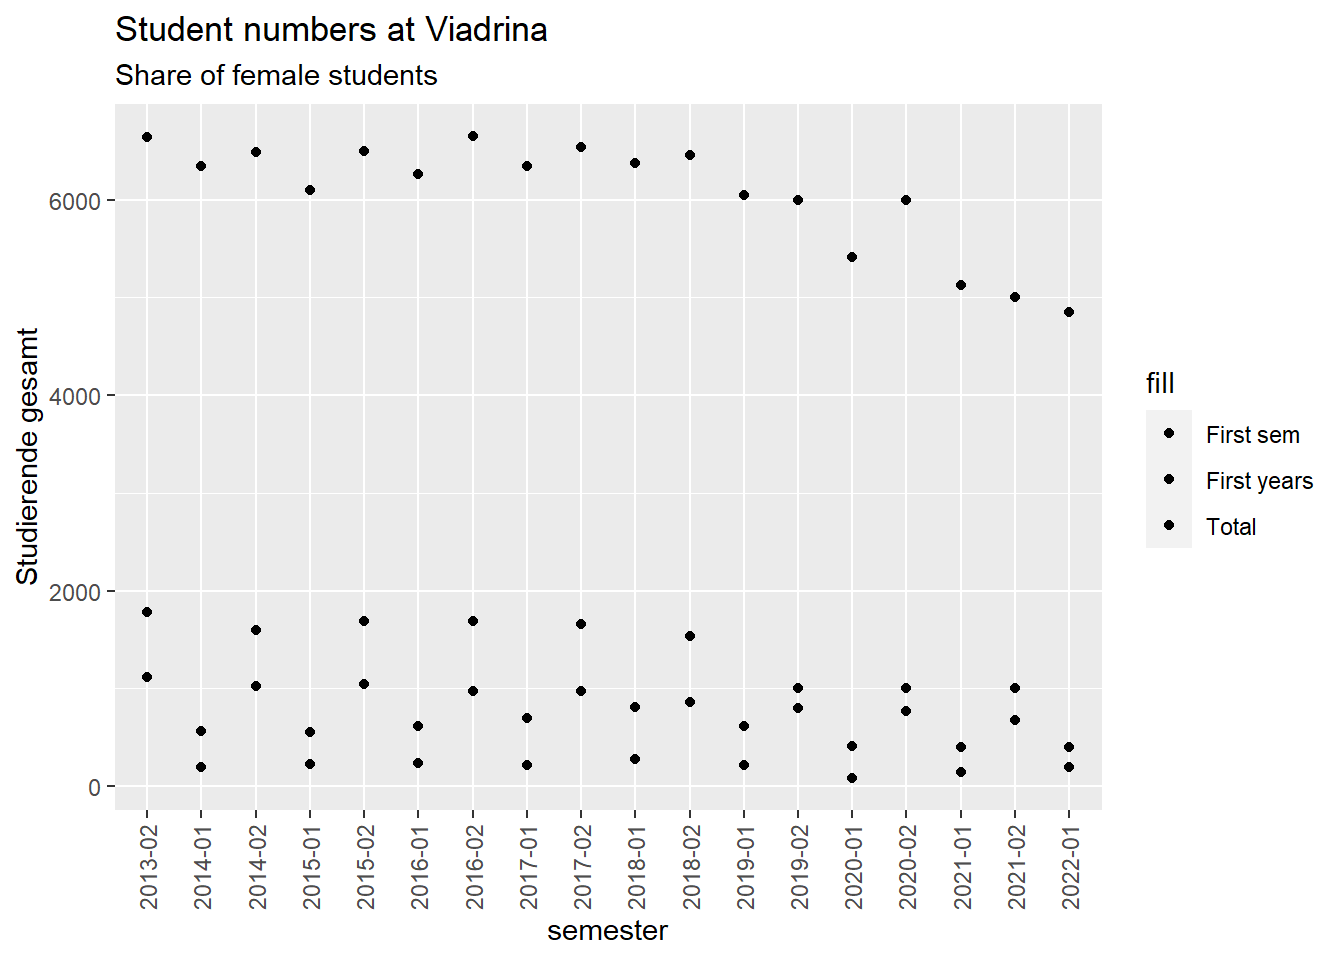 Student numbers at Viadrina
Share of female students
Studierende gesamt
6000
4000
2000
0
2013-02
2014-01
2014-02
2015-01
2015-02
2016-01
2016-02
2017-01
2017-02
2018-01
2018-02
2019-01
2019-02
2020-01
2020-02
2021-01
2021-02
2022-01
semester
fill
First sem
First years
Total